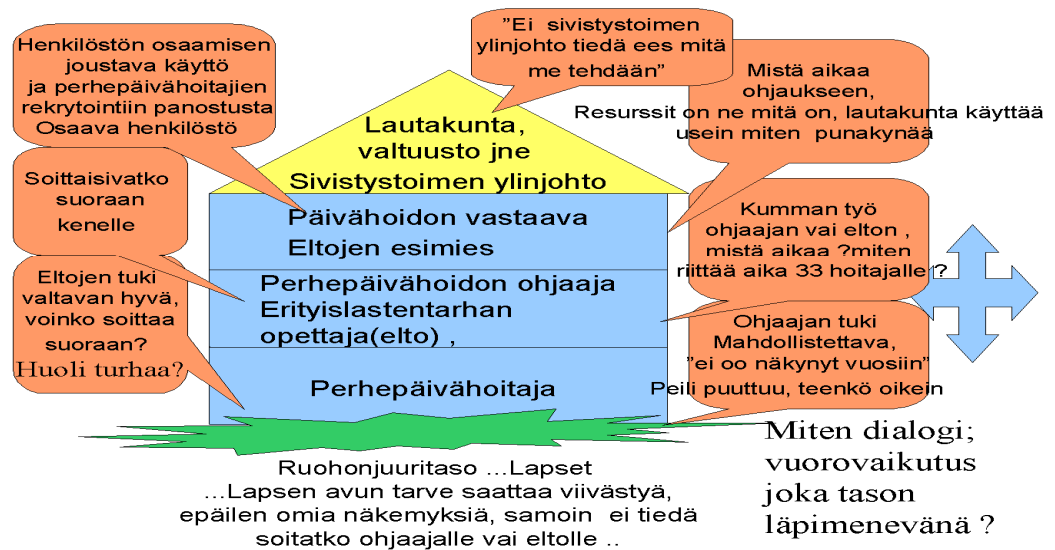 Henkilöstön osaamisen
joustava käyttö
ja perhepäivähoitajien
rekrytointiin panostusta
Osaava henkilöstö
”Ei sivistystoimen
ylinjohto tiedä ees mitä
me tehdään”
Mistä aikaa
ohjaukseen,
Resurssit on ne mitä on, lautakunta käyttää
usein miten punakynää
Lautakunta,
valtuusto jne
Sivistystoimen ylinjohto
Soittaisivatko
suoraan
kenelle
Päivähoidon vastaava
Eltojen esimies
Kumman työ
ohjaajan vai elton ,
mistä aikaa ?miten
riittää aika 33 hoitajalle ?
Eltojen tuki
valtavan hyvä,
voinko soittaa
suoraan?
Huoli turhaa?
Perhepäivähoidon ohjaaja
Erityislastentarhan
opettaja(elto) ,
Ohjaajan tuki
Mahdollistettava,
”ei oo näkynyt vuosiin”
Peili puuttuu, teenkö oikein
Perhepäivähoitaja
Ruohonjuuritaso ...Lapset
...Lapsen avun tarve saattaa viivästyä,
epäilen omia näkemyksiä, samoin ei tiedä
soitatko ohjaajalle vai eltolle ..
Miten dialogi;
vuorovaikutus
joka tason
läpimenevänä ?